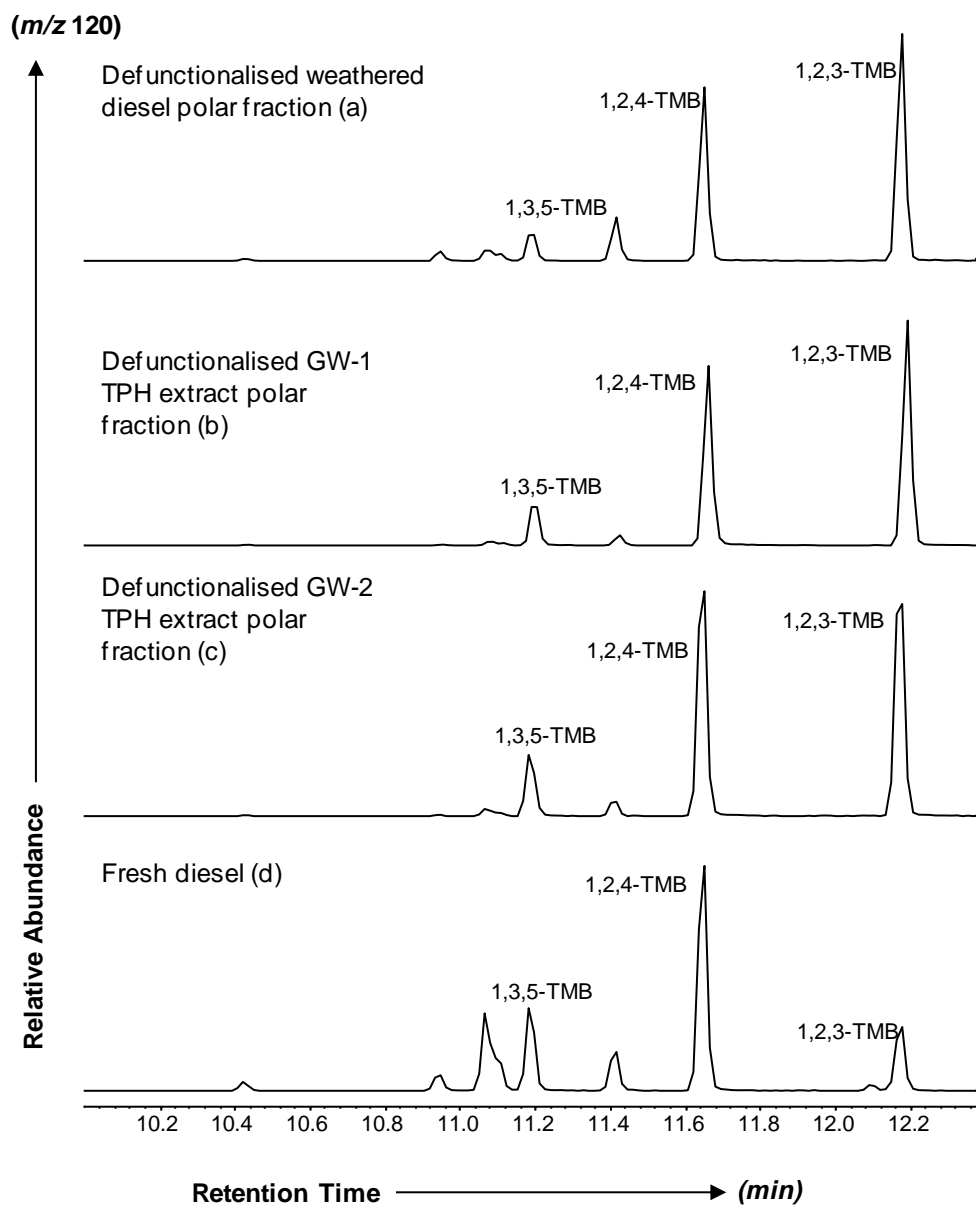 (m/z 120)
Defunctionalised weathered
diesel polar fraction (a)
1,2,3-TMB
1,2,4-TMB
1,3,5-TMB
Defunctionalised GW-1
TPH extract polar
fraction (b)
1,2,3-TMB
1,2,4-TMB
1,3,5-TMB
Defunctionalised GW-2
TPH extract polar
fraction (c)
1,2,3-TMB
1,2,4-TMB
1,3,5-TMB
Fresh diesel (d)
1,2,4-TMB
1,3,5-TMB
1,2,3-TMB
Relative Abundance
10.2 10.4 10.6 10.8 11.0 11.2 11.4 11.6 11.8 12.0 12.2
Retention Time (min)